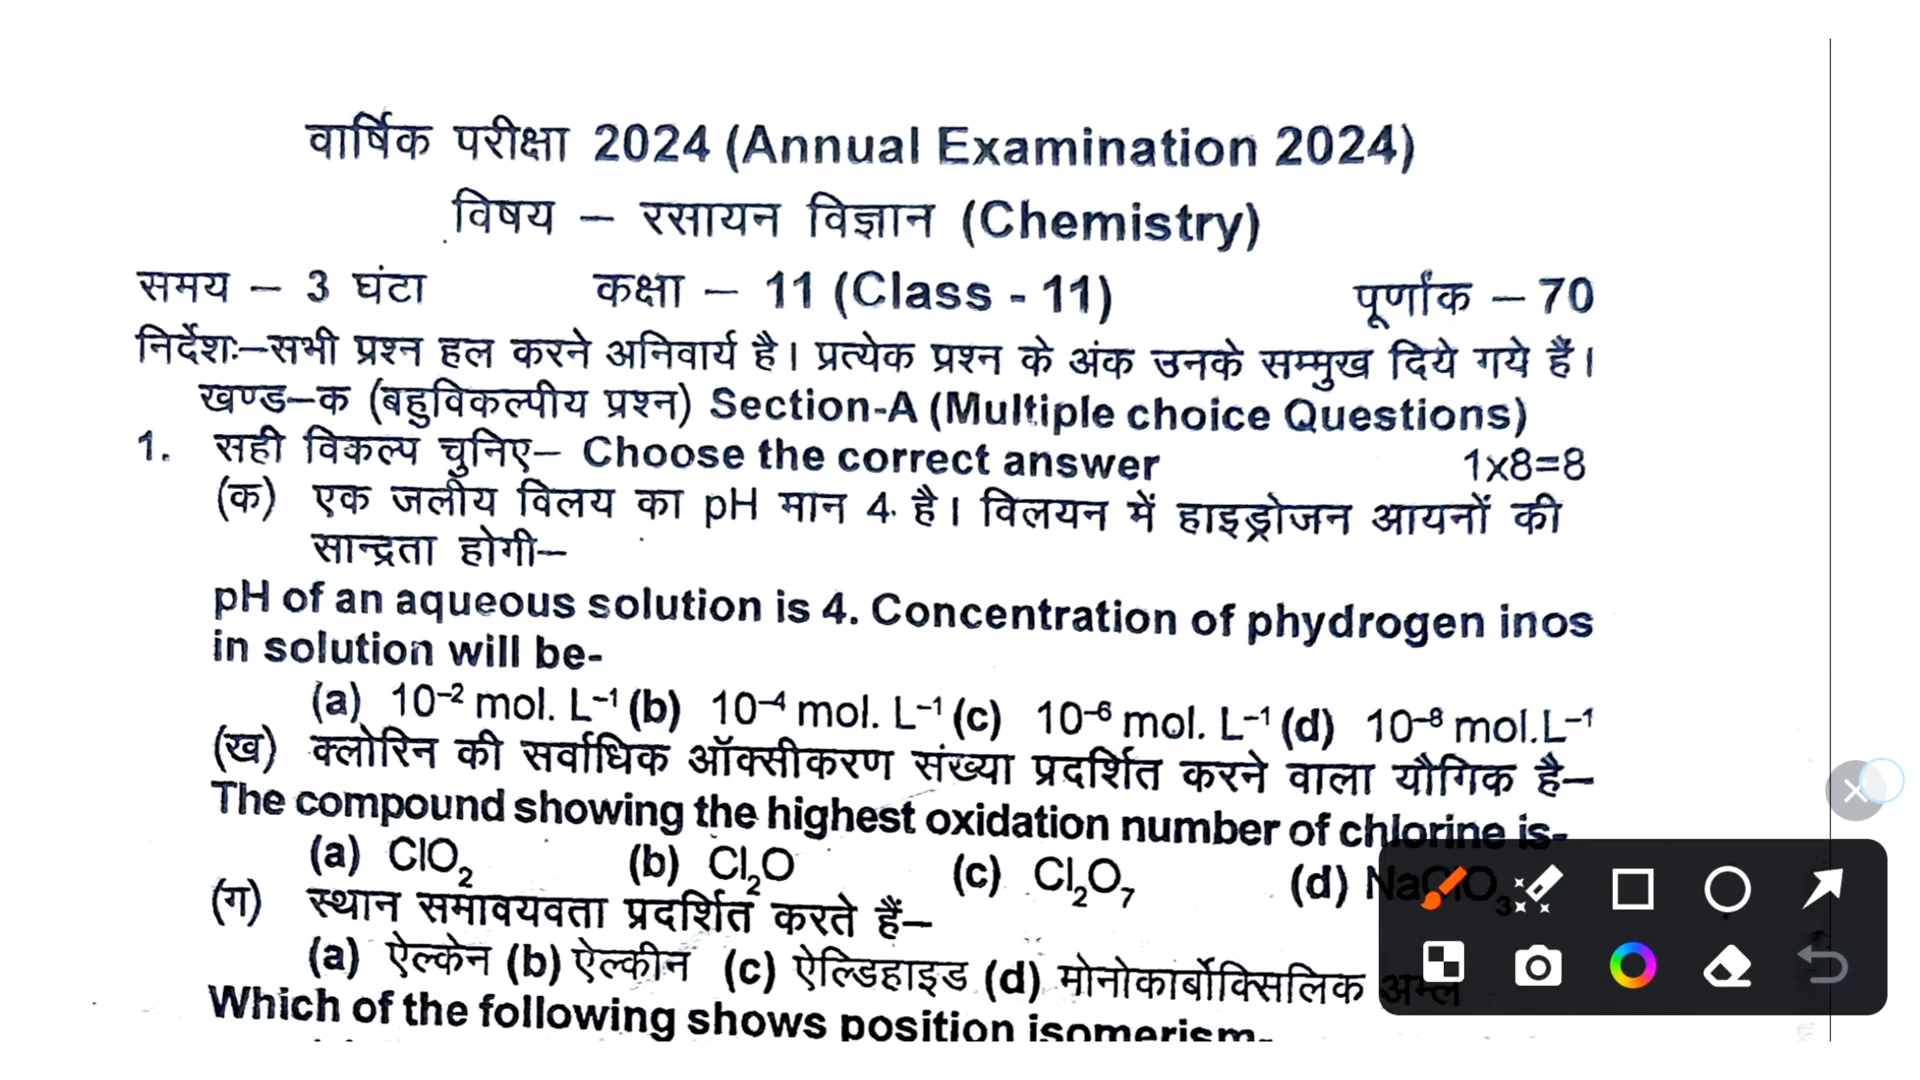 वार्षिक परीक्षा 2024 (Annual Examination 2024)
विषय – रसायन विज्ञान (Chemistry)
समय – 3 घंटा कक्षा – 11 (Class - 11) पूर्णांक – 70
निर्देशः–सभी प्रश्न हल करने अनिवार्य है। प्रत्येक प्रश्न के अंक उनके सम्मुख दिये गये हैं।
खण्ड–क (बहुविकल्पीय प्रश्न) Section-A (Multiple choice Questions)
1. सही विकल्प चुनिए– Choose the correct answer 1x8=8
(क) एक जलीय विलय का pH मान 4 है। विलयन में हाइड्रोजन आयनों की
सान्द्रता होगी–
pH of an aqueous solution is 4. Concentration of phydrogen inos
in solution will be-
(a) 10⁻² mol. L⁻¹ (b) 10⁻⁴ mol. L⁻¹ (c) 10⁻⁶ mol. L⁻¹ (d) 10⁻⁸ mol.L⁻¹
(ख) क्लोरिन की सर्वाधिक ऑक्सीकरण संख्या प्रदर्शित करने वाला यौगिक है–
The compound showing the highest oxidation number of chlorine is-
(a) ClO₂ (b) Cl₂O (c) Cl₂O₇ (d) NaClO₃
(ग) स्थान समावयवता प्रदर्शित करते हैं–
(a) ऐल्केन (b) ऐल्कीन (c) ऐल्डिहाइड (d) मोनोकार्बोक्सिलिक अम्ल
Which of the following shows position isomerism-